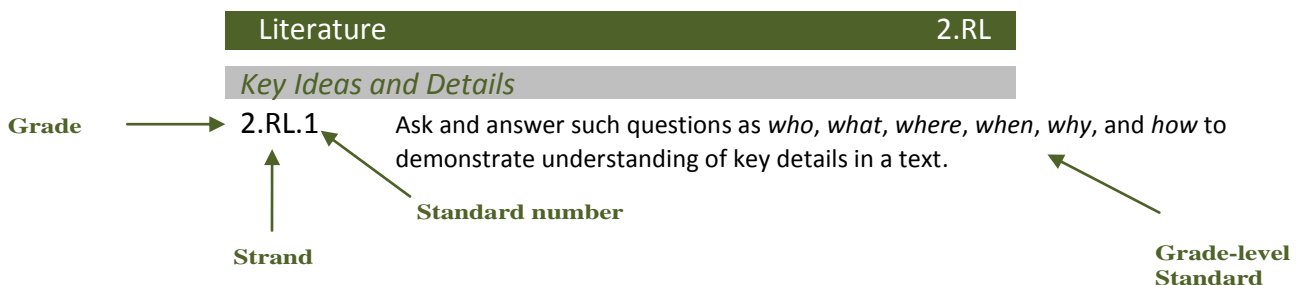 Literature 2.RL
Key Ideas and Details
Grade 2.RL.1 Ask and answer such questions as who, what, where, when, why, and how to
demonstrate understanding of key details in a text.
Standard number
Strand
Grade-level
Standard